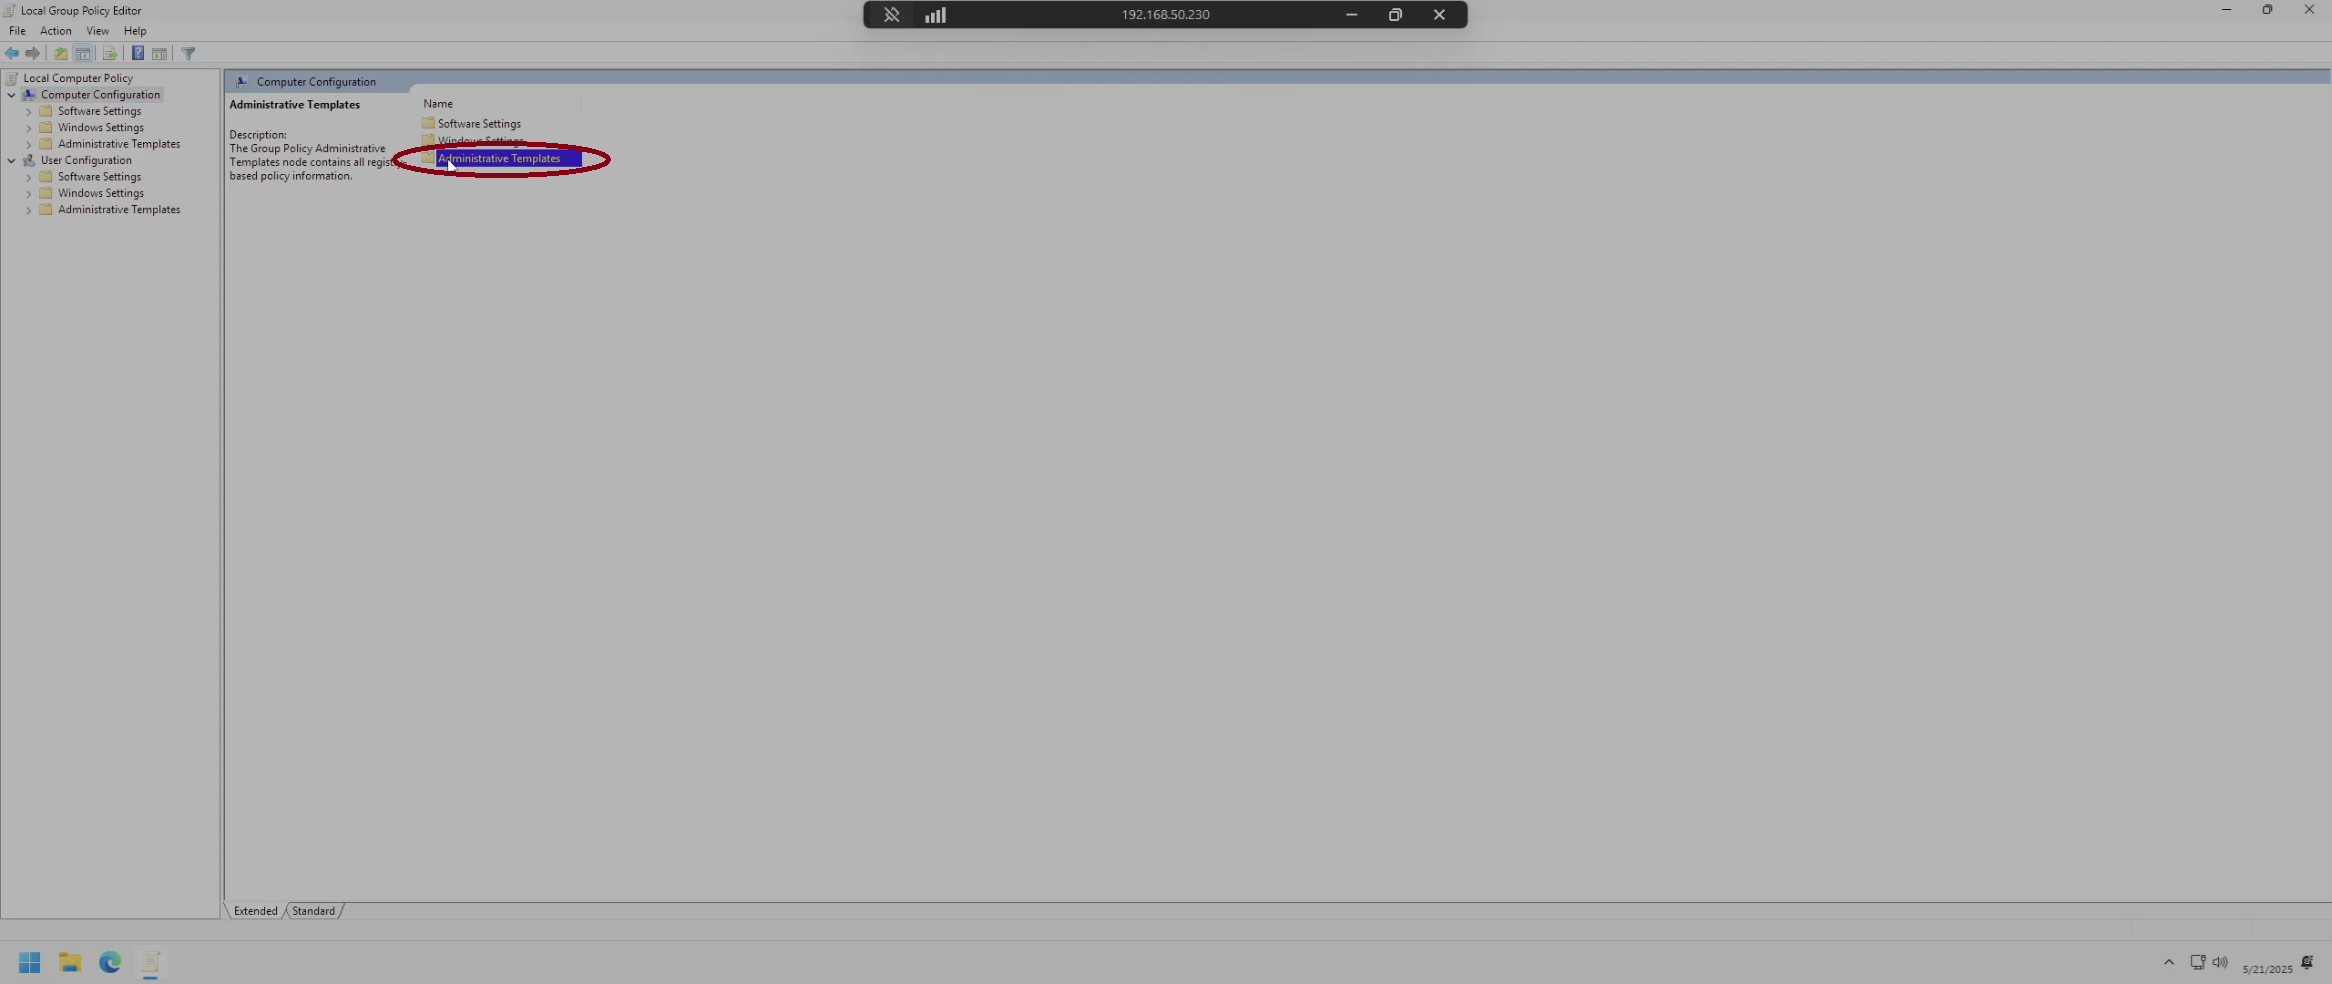 Local Group Policy Editor
192.168.50.230
File Action View Help
Local Computer Policy
Computer Configuration
Software Settings
Windows Settings
Administrative Templates
User Configuration
Software Settings
Windows Settings
Administrative Templates
Computer Configuration
Administrative Templates
Description:
The Group Policy Administrative
Templates node contains all
based policy information.
Name
Software Settings
Windows Settings
Administrative Templates
Extended Standard
5/21/2025